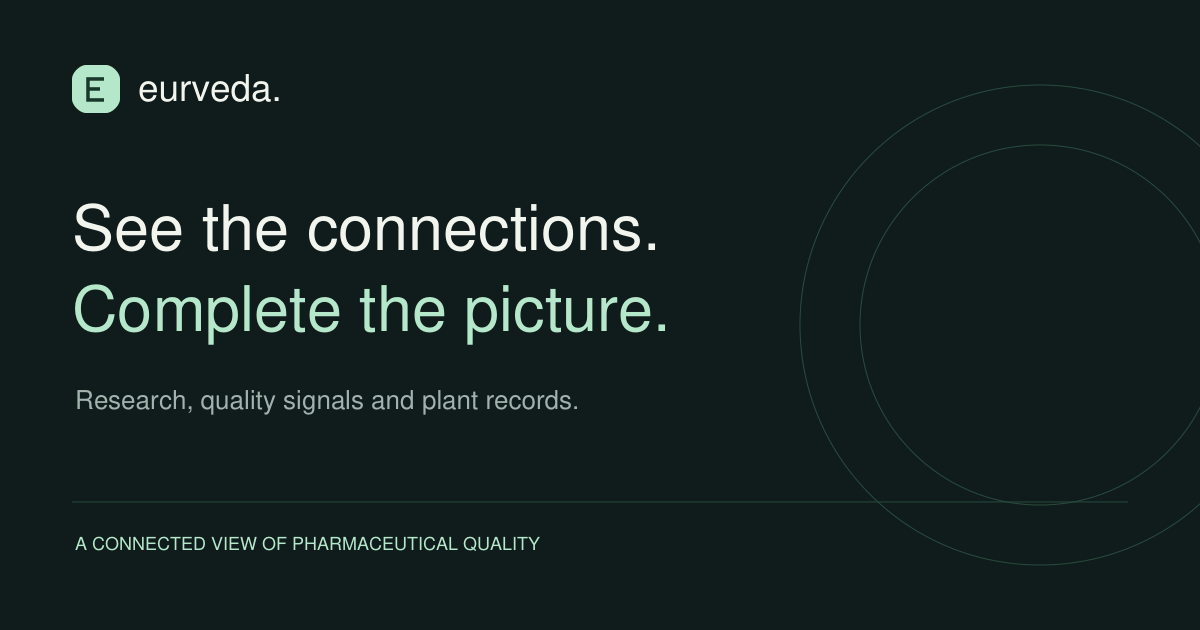 E eurveda.
See the connections.
Complete the picture.
Research, quality signals and plant records.
A CONNECTED VIEW OF PHARMACEUTICAL QUALITY